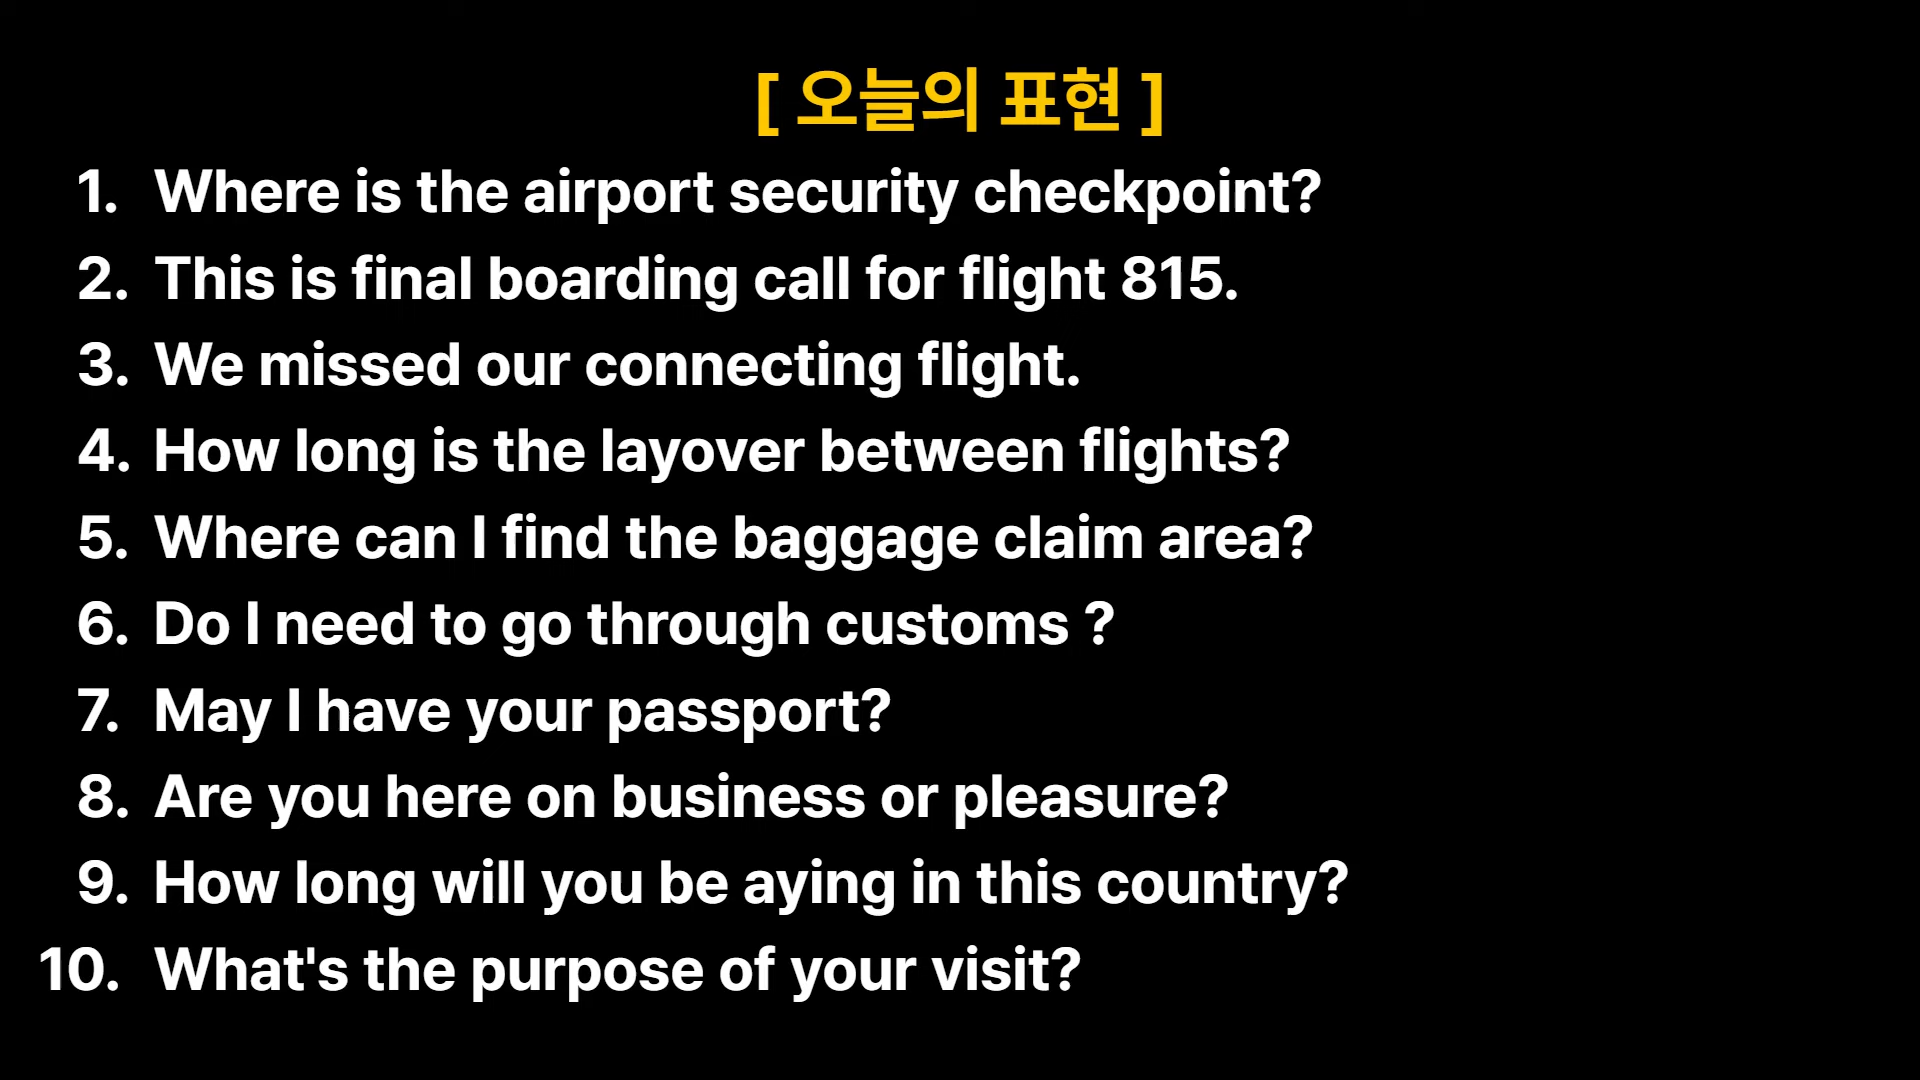 [ 오늘의 표현 ]
1. Where is the airport security checkpoint?
2. This is final boarding call for flight 815.
3. We missed our connecting flight.
4. How long is the layover between flights?
5. Where can I find the baggage claim area?
6. Do I need to go through customs ?
7. May I have your passport?
8. Are you here on business or pleasure?
9. How long will you be aying in this country?
10. What's the purpose of your visit?